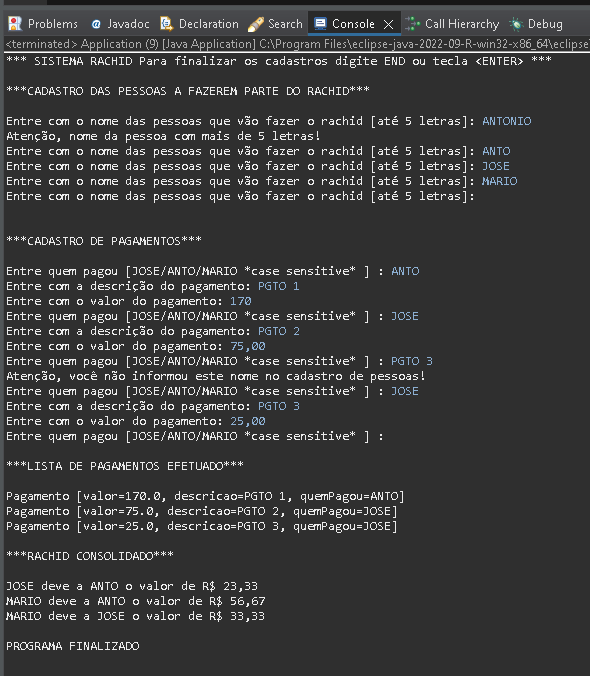 Problems @ Javadoc Declaration Search Console Call Hierarchy Debug
<terminated> Application (9) [Java Application] C:\Program Files\eclipse-java-2022-09-R-win32-x86_64\eclipse\
*** SISTEMA RACHID Para finalizar os cadastros digite END ou tecla <ENTER> ***
***CADASTRO DAS PESSOAS A FAZEREM PARTE DO RACHID***
Entre com o nome das pessoas que vão fazer o rachid [até 5 letras]: ANTONIO
Atenção, nome da pessoa com mais de 5 letras!
Entre com o nome das pessoas que vão fazer o rachid [até 5 letras]: ANTO
Entre com o nome das pessoas que vão fazer o rachid [até 5 letras]: JOSE
Entre com o nome das pessoas que vão fazer o rachid [até 5 letras]: MARIO
Entre com o nome das pessoas que vão fazer o rachid [até 5 letras]:
***CADASTRO DE PAGAMENTOS***
Entre quem pagou [JOSE/ANTO/MARIO *case sensitive* ] : ANTO
Entre com a descrição do pagamento: PGTO 1
Entre com o valor do pagamento: 170
Entre quem pagou [JOSE/ANTO/MARIO *case sensitive* ] : JOSE
Entre com a descrição do pagamento: PGTO 2
Entre com o valor do pagamento: 75,00
Entre quem pagou [JOSE/ANTO/MARIO *case sensitive* ] : PGTO 3
Atenção, você não informou este nome no cadastro de pessoas!
Entre quem pagou [JOSE/ANTO/MARIO *case sensitive* ] : JOSE
Entre com a descrição do pagamento: PGTO 3
Entre com o valor do pagamento: 25,00
Entre quem pagou [JOSE/ANTO/MARIO *case sensitive* ] :
***LISTA DE PAGAMENTOS EFETUADO***
Pagamento [valor=170.0, descricao=PGTO 1, quemPagou=ANTO]
Pagamento [valor=75.0, descricao=PGTO 2, quemPagou=JOSE]
Pagamento [valor=25.0, descricao=PGTO 3, quemPagou=JOSE]
***RACHID CONSOLIDADO***
JOSE deve a ANTO o valor de R$ 23,33
MARIO deve a ANTO o valor de R$ 56,67
MARIO deve a JOSE o valor de R$ 33,33
PROGRAMA FINALIZADO